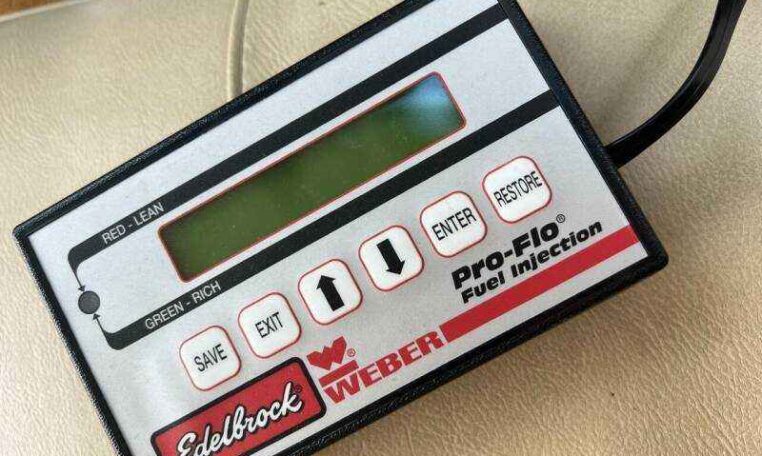 RED - LEAN
GREEN - RICH
SAVE
EXIT
ENTER
RESTORE
Pro-Flo®
Fuel Injection
®
WEBER
Edelbrock®